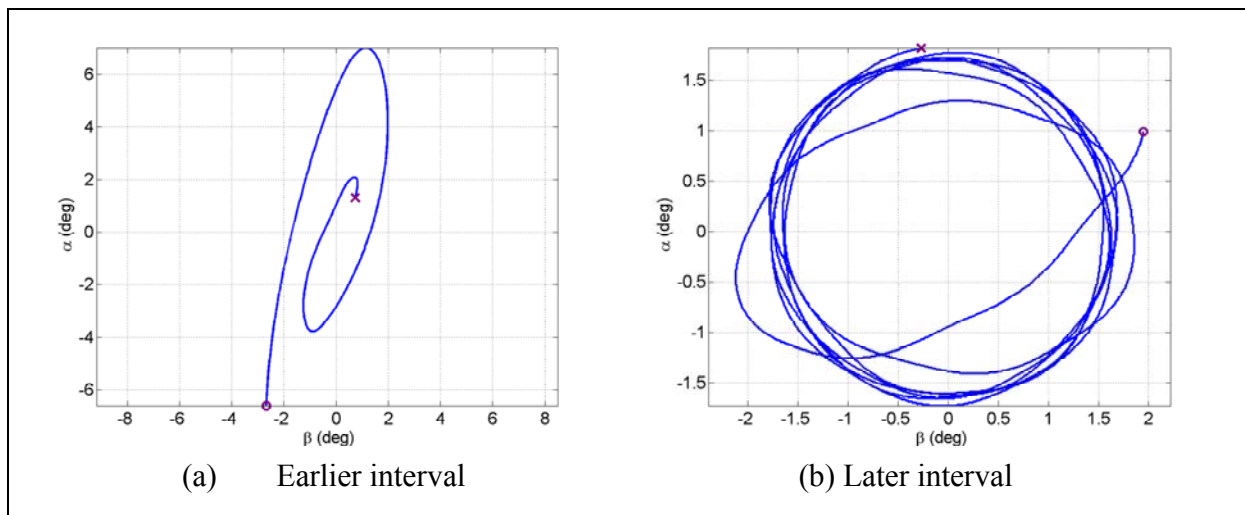 6
4
2
0
-2
-4
-6
α (deg)
-8 -6 -4 -2 0 2 4 6 8
β (deg)
(a) Earlier interval
1.5
1
0.5
0
-0.5
-1
-1.5
α (deg)
-2 -1.5 -1 -0.5 0 0.5 1 1.5 2
β (deg)
(b) Later interval